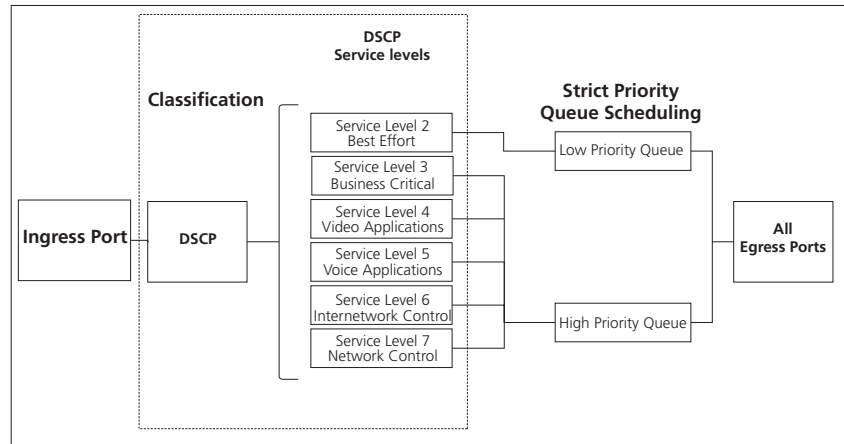 DSCP
Service levels
Classification
Strict Priority
Queue Scheduling
Service Level 2
Best Effort
Low Priority Queue
Service Level 3
Business Critical
Ingress Port
DSCP
Service Level 4
Video Applications
All
Egress Ports
Service Level 5
Voice Applications
Service Level 6
Internetwork Control
High Priority Queue
Service Level 7
Network Control